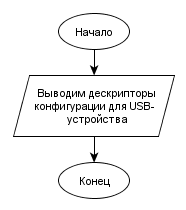 Начало
Выводим дескрипторы
конфигурации для USB-
устройства
Конец